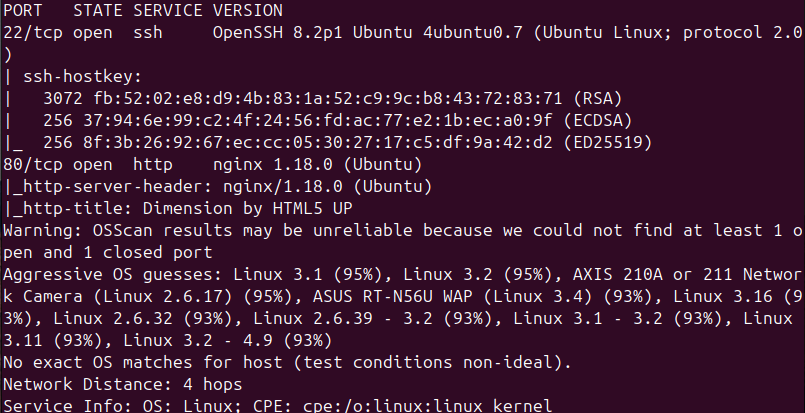 PORT   STATE SERVICE VERSION
22/tcp open  ssh     OpenSSH 8.2p1 Ubuntu 4ubuntu0.7 (Ubuntu Linux; protocol 2.0
)
| ssh-hostkey:
|   3072 fb:52:02:e8:d9:4b:83:1a:52:c9:9c:b8:43:72:83:71 (RSA)
|   256 37:94:6e:99:c2:4f:24:56:fd:ac:77:e2:1b:ec:a0:9f (ECDSA)
|_  256 8f:3b:26:92:67:ec:cc:05:30:27:17:c5:df:9a:42:d2 (ED25519)
80/tcp open  http    nginx 1.18.0 (Ubuntu)
|_http-server-header: nginx/1.18.0 (Ubuntu)
|_http-title: Dimension by HTML5 UP
Warning: OSScan results may be unreliable because we could not find at least 1 o
pen and 1 closed port
Aggressive OS guesses: Linux 3.1 (95%), Linux 3.2 (95%), AXIS 210A or 211 Networ
k Camera (Linux 2.6.17) (95%), ASUS RT-N56U WAP (Linux 3.4) (93%), Linux 3.16 (9
3%), Linux 2.6.32 (93%), Linux 2.6.39 - 3.2 (93%), Linux 3.1 - 3.2 (93%), Linux
3.11 (93%), Linux 3.2 - 4.9 (93%)
No exact OS matches for host (test conditions non-ideal).
Network Distance: 4 hops
Service Info: OS: Linux; CPE: cpe:/o:linux:linux_kernel